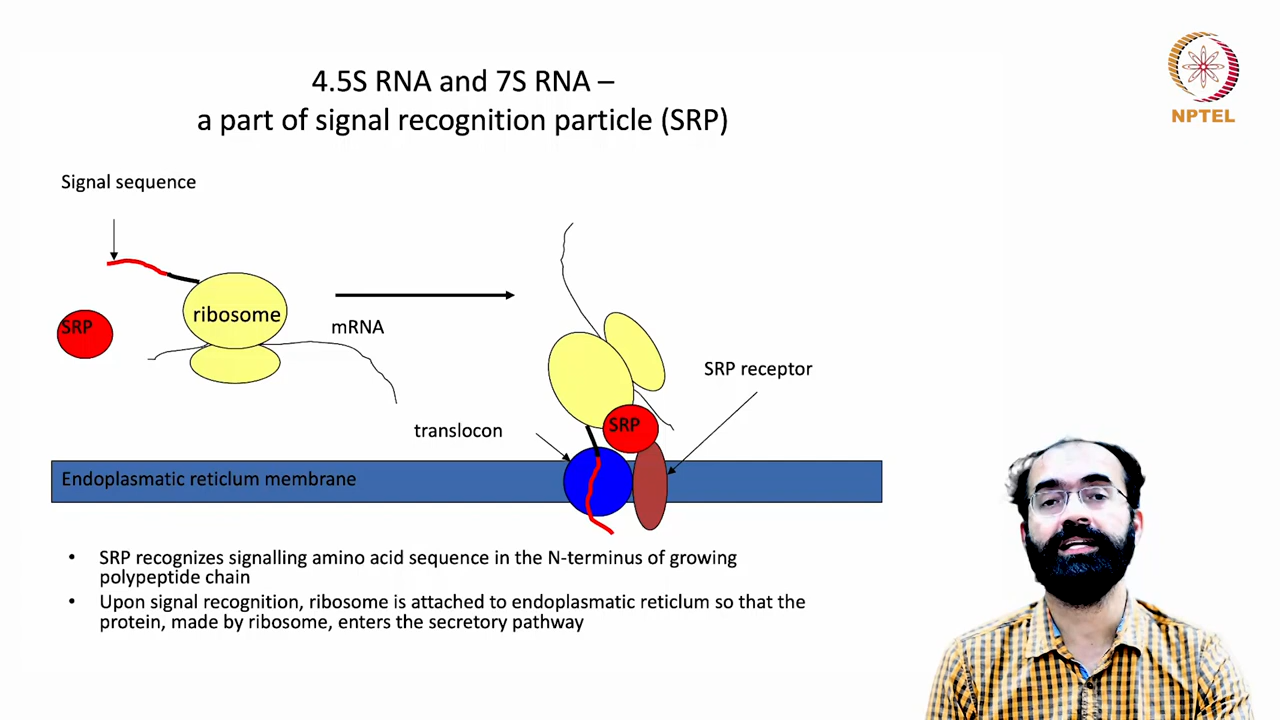 4.5S RNA and 7S RNA –
a part of signal recognition particle (SRP)
NPTEL
Signal sequence
SRP
ribosome
mRNA
SRP receptor
translocon
SRP
Endoplasmatic reticlum membrane
• SRP recognizes signalling amino acid sequence in the N-terminus of growing
polypeptide chain
• Upon signal recognition, ribosome is attached to endoplasmatic reticlum so that the
protein, made by ribosome, enters the secretory pathway